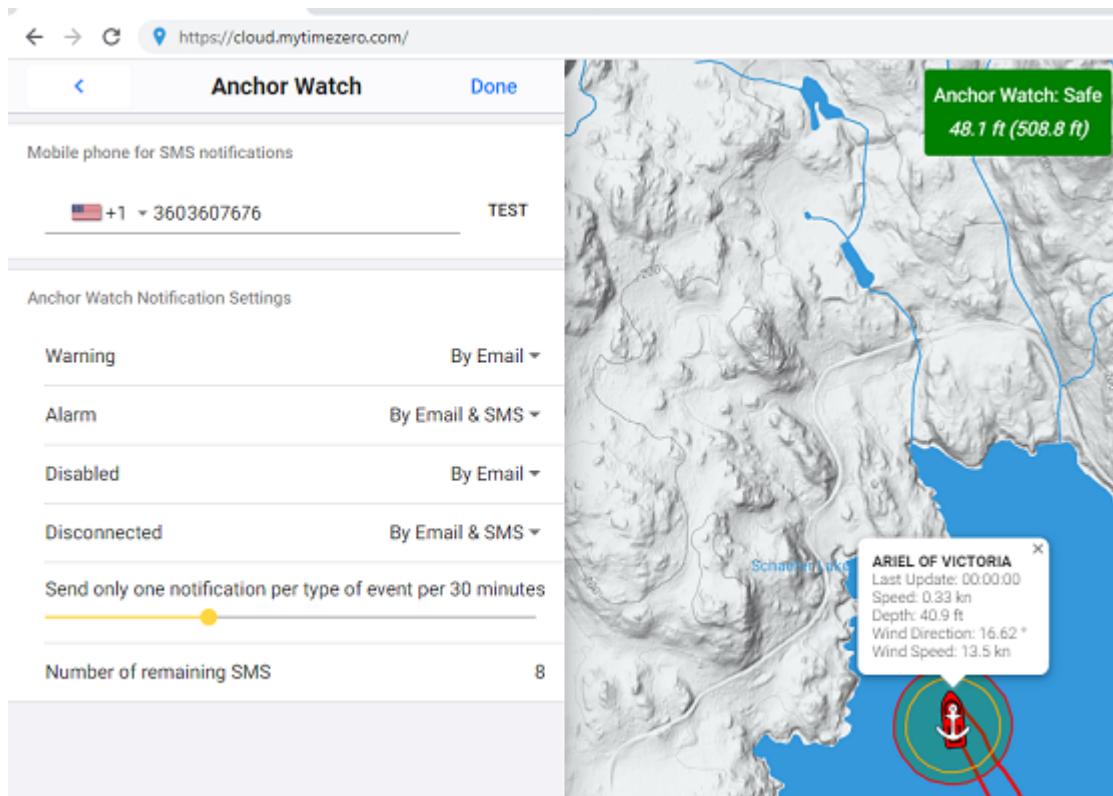 https://cloud.mytimezero.com/
Anchor Watch
Done
Mobile phone for SMS notifications
+1
3603607676
TEST
Anchor Watch Notification Settings
Warning
By Email
Alarm
By Email & SMS
Disabled
By Email
Disconnected
By Email & SMS
Send only one notification per type of event per 30 minutes
Number of remaining SMS
8
Anchor Watch: Safe
48.1 ft (508.8 ft)
Lake
ARIEL OF VICTORIA
Last Update: 00:00:00
Speed: 0.33 kn
Depth: 40.9 ft
Wind Direction: 16.62 °
Wind Speed: 13.5 kn